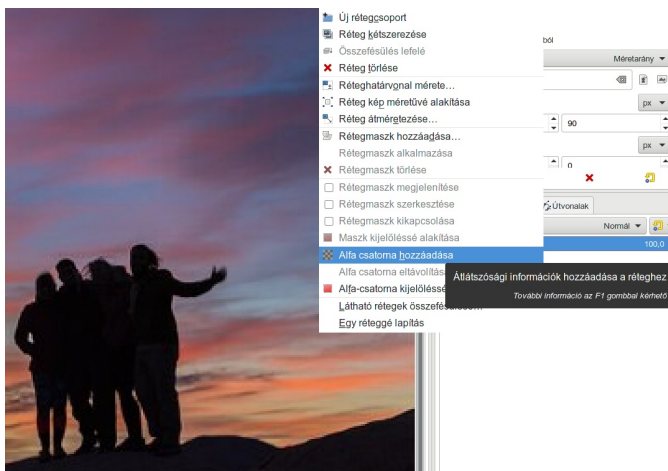 Új rétegcsoport
Réteg kétszerezése
Összefésülés lefelé
Réteg törlése
Réteghatárvonal mérete…
Réteg kép méretűvé alakítása
Réteg átméretezése…
Rétegmaszk hozzáadása…
Rétegmaszk alkalmazása
Rétegmaszk törlése
Rétegmaszk megjelenítése
Rétegmaszk szerkesztése
Rétegmaszk kikapcsolása
Maszk kijelöléssé alakítása
Alfa csatorna hozzáadása
Alfa csatorna eltávolítás
Alfa-csatorna kijelöléssé
Látható rétegek összefésülése…
Egy réteggé lapítás
ból
Méretarány
px
90
px
0
Útvonalak
Normál
100,0
Átlátszósági információk hozzáadása a réteghez
További információ az F1 gombbal kérhető